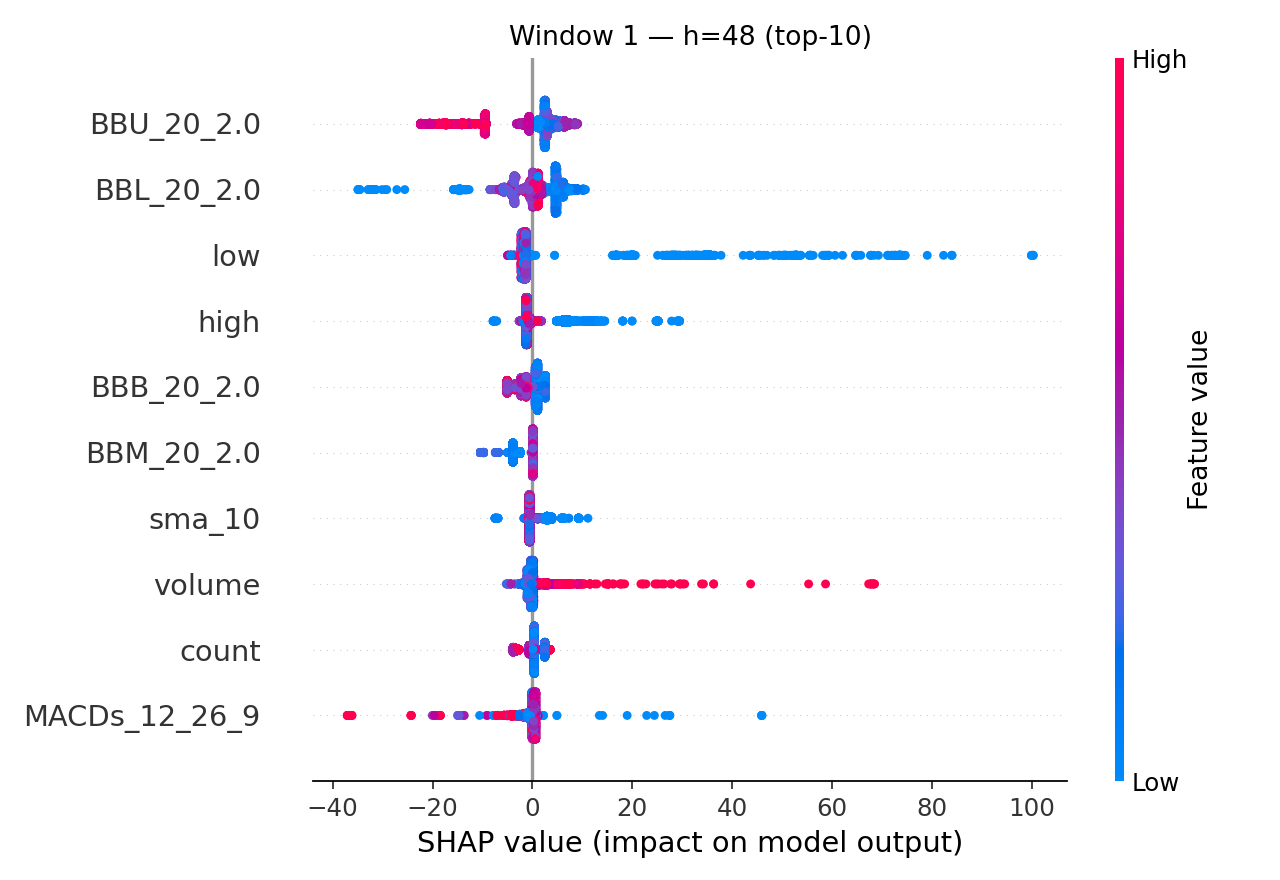 Window 1 — h=48 (top-10)
High
BBU_20_2.0
BBL_20_2.0
low
high
BBB_20_2.0
BBM_20_2.0
sma_10
volume
count
MACDs_12_26_9
Feature value
Low
−40 −20 0 20 40 60 80 100
SHAP value (impact on model output)